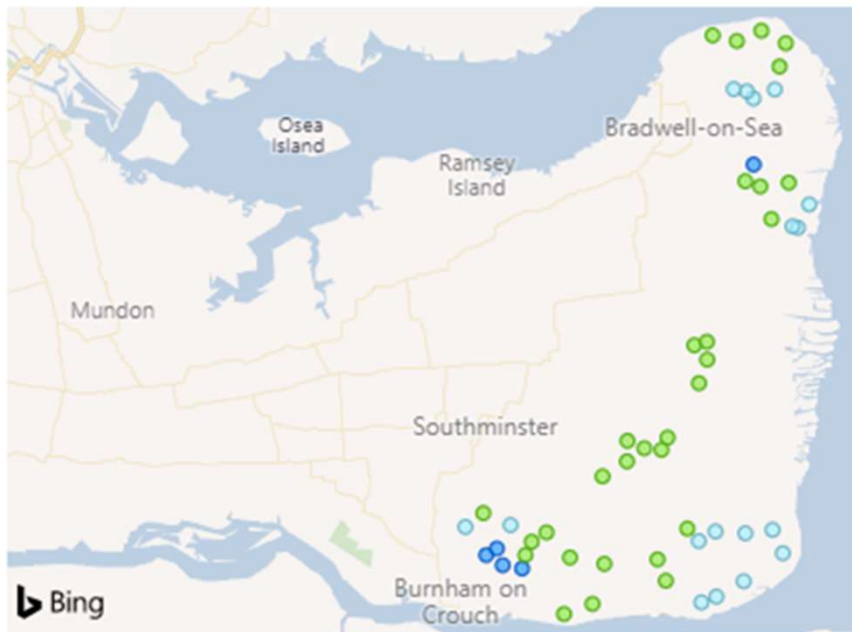 Osea
Island
Bradwell-on-Sea
Ramsey
Island
Mundon
Southminster
Burnham on
Crouch
Bing